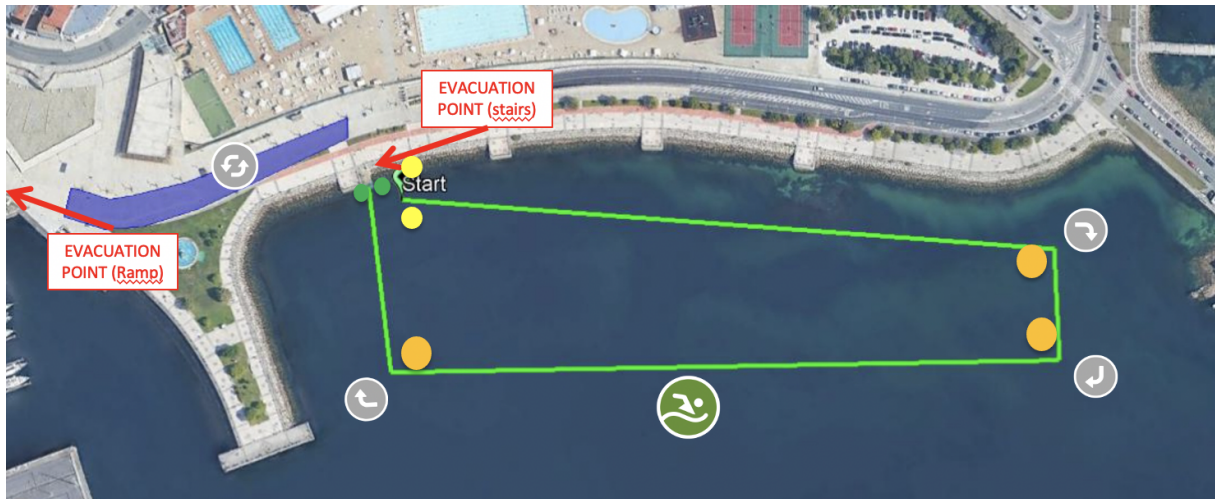 EVACUATION
POINT (stairs)
Start
EVACUATION
POINT (Ramp)